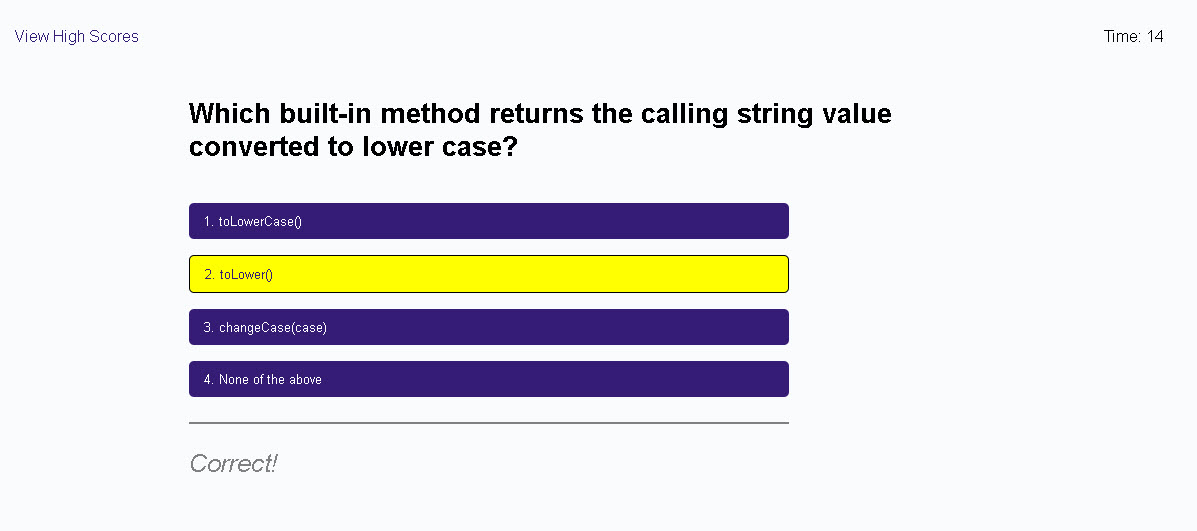 View High Scores
Time: 14
Which built-in method returns the calling string value
converted to lower case?
1. toLowerCase()
2. toLower()
3. changeCase(case)
4. None of the above
Correct!